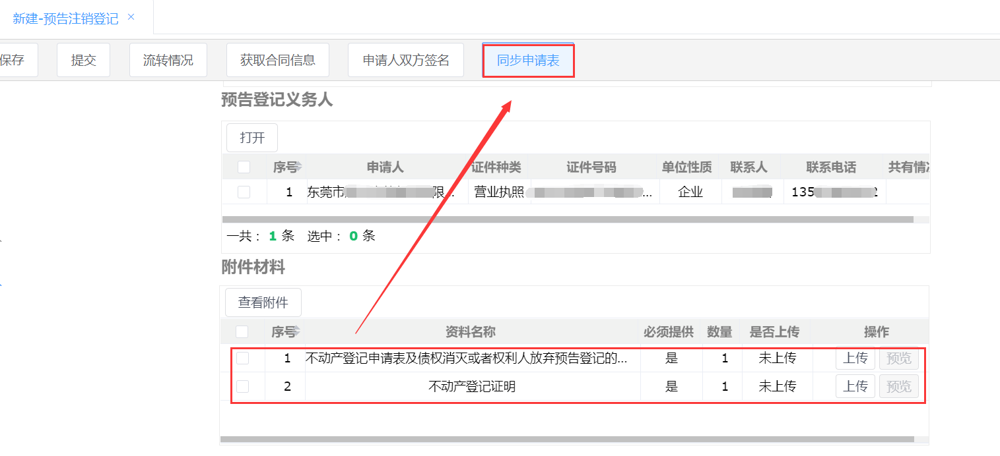 新建-预告注销登记 ×
保存 提交 流转情况 获取合同信息 申请人双方签名 同步申请表
预告登记义务人
打开
序号 申请人 证件种类 证件号码 单位性质 联系人 联系电话 共有情
1 东莞市 限... 营业执照 ... 企业 135 2
一共： 1 条 选中： 0 条
附件材料
查看附件
序号 资料名称 必须提供 数量 是否上传 操作
1 不动产登记申请表及债权消灭或者权利人放弃预告登记的... 是 1 未上传 上传 预览
2 不动产登记证明 是 1 未上传 上传 预览